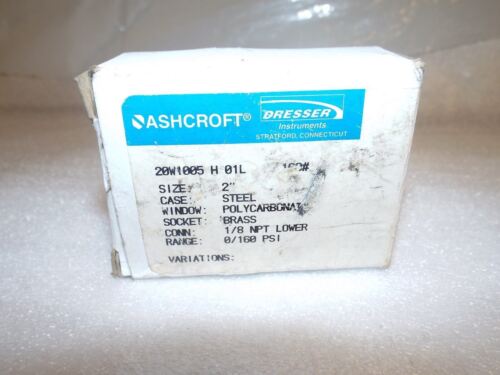 ASHCROFT®
DRESSER
Instruments
STRATFORD, CONNECTICUT
20W1005 H 01L 160#
SIZE: 2"
CASE: STEEL
WINDOW: POLYCARBONAT
SOCKET: BRASS
CONN: 1/8 NPT LOWER
RANGE: 0/160 PSI
VARIATIONS: